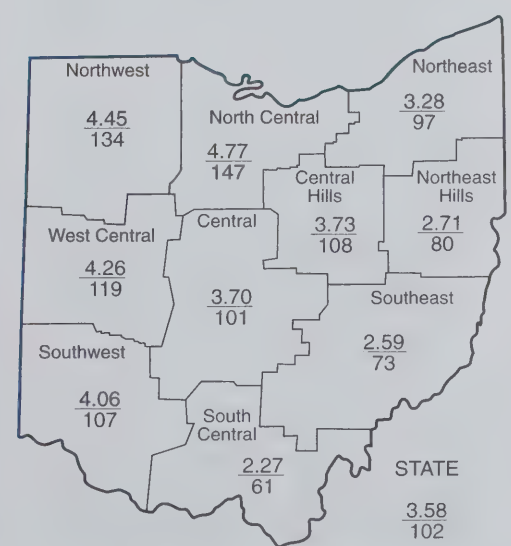 Northwest
4.45
134
North Central
4.77
147
Northeast
3.28
97
Central
Hills
3.73
108
Northeast
Hills
2.71
80
West Central
4.26
119
Central
3.70
101
Southeast
2.59
73
Southwest
4.06
107
South
Central
2.27
61
STATE
3.58
102